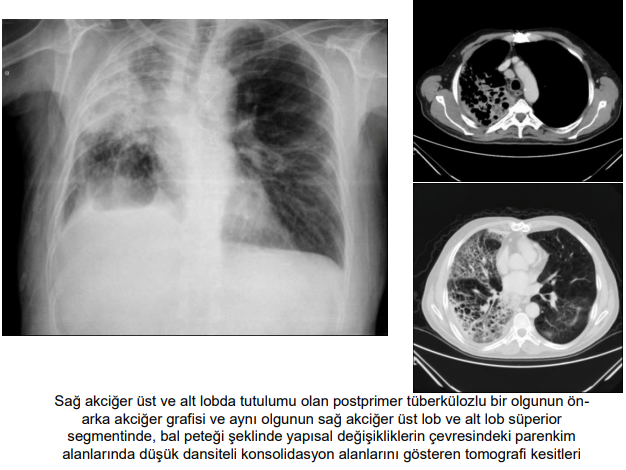 Sağ akciğer üst ve alt lobda tutulumu olan postprimer tüberkülozlu bir olgunun ön-
arka akciğer grafisi ve aynı olgunun sağ akciğer üst lob ve alt lob süperior
segmentinde, bal peteği şeklinde yapısal değişikliklerin çevresindeki parenkim
alanlarında düşük dansiteli konsolidasyon alanlarını gösteren tomografi kesitleri